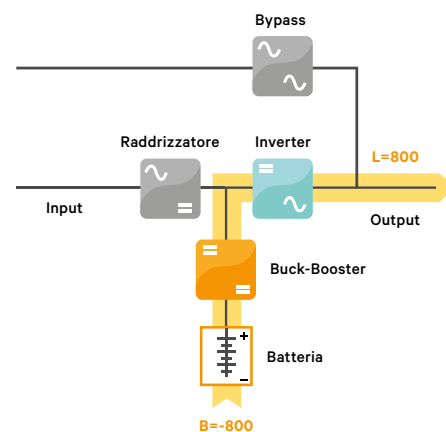 Bypass
Raddrizzatore
Inverter
L=800
Input
Output
Buck-Booster
+
Batteria
−
B=-800